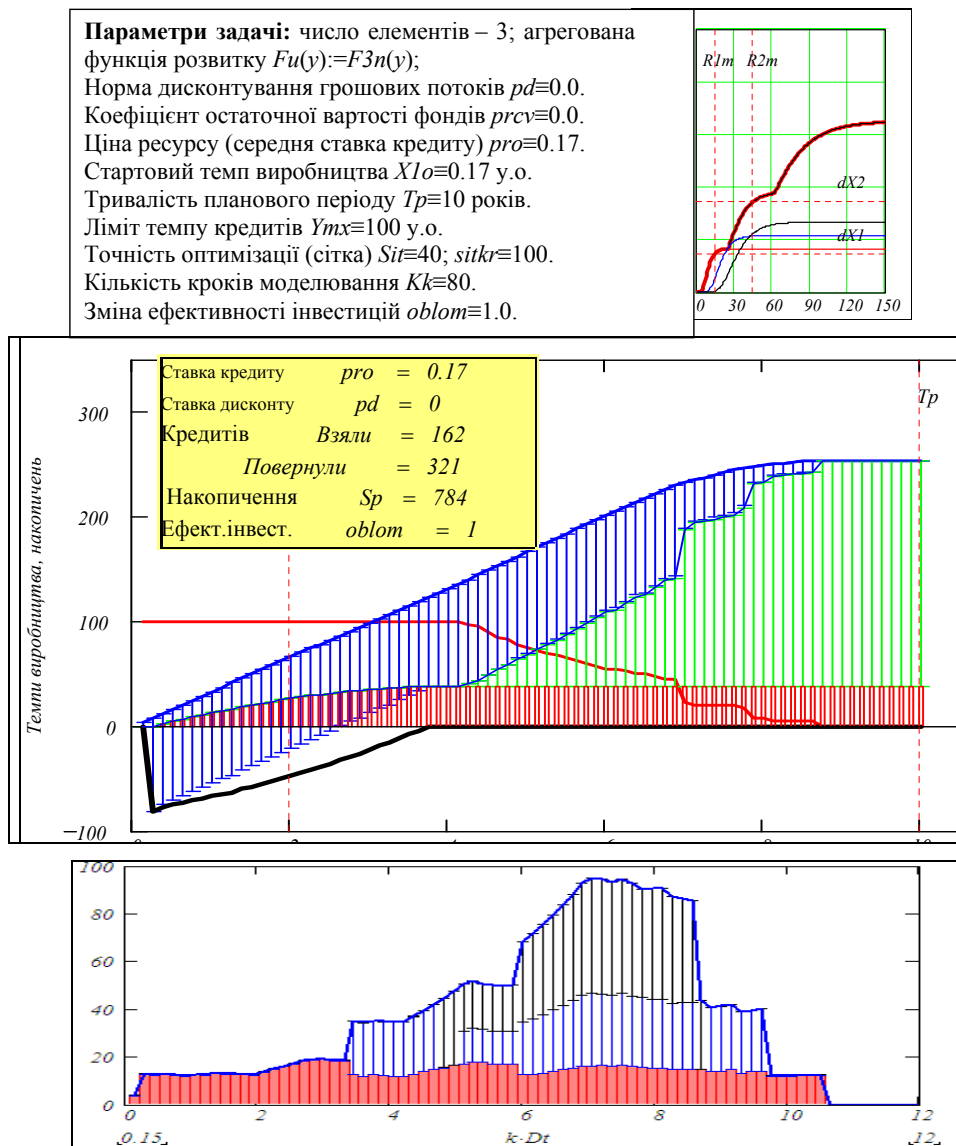 Параметри задачі: число елементів – 3; агрегована
функція розвитку Fu(y):=F3n(y);
Норма дисконтування грошових потоків pd≡0.0.
Коефіцієнт остаточної вартості фондів prcv≡0.0.
Ціна ресурсу (середня ставка кредиту) pro≡0.17.
Стартовий темп виробництва X1o≡0.17 у.о.
Тривалість планового періоду Tp≡10 років.
Ліміт темпу кредитів Ymx≡100 у.о.
Точність оптимізації (сітка) Sit≡40; sitkr≡100.
Кількість кроків моделювання Kk≡80.
Зміна ефективності інвестицій oblom≡1.0.
R1m R2m
dX2
dX1
0 30 60 90 120 150
Ставка кредиту pro = 0.17
Ставка дисконту pd = 0
Кредитів Взяли = 162
Повернули = 321
Накопичення Sp = 784
Ефект.інвест. oblom = 1
Tp
Темпи виробництва, накопичень
300
200
100
0
−100
100
80
60
40
20
0
0 2 4 6 8 10 12
0.15 k·Dt 12